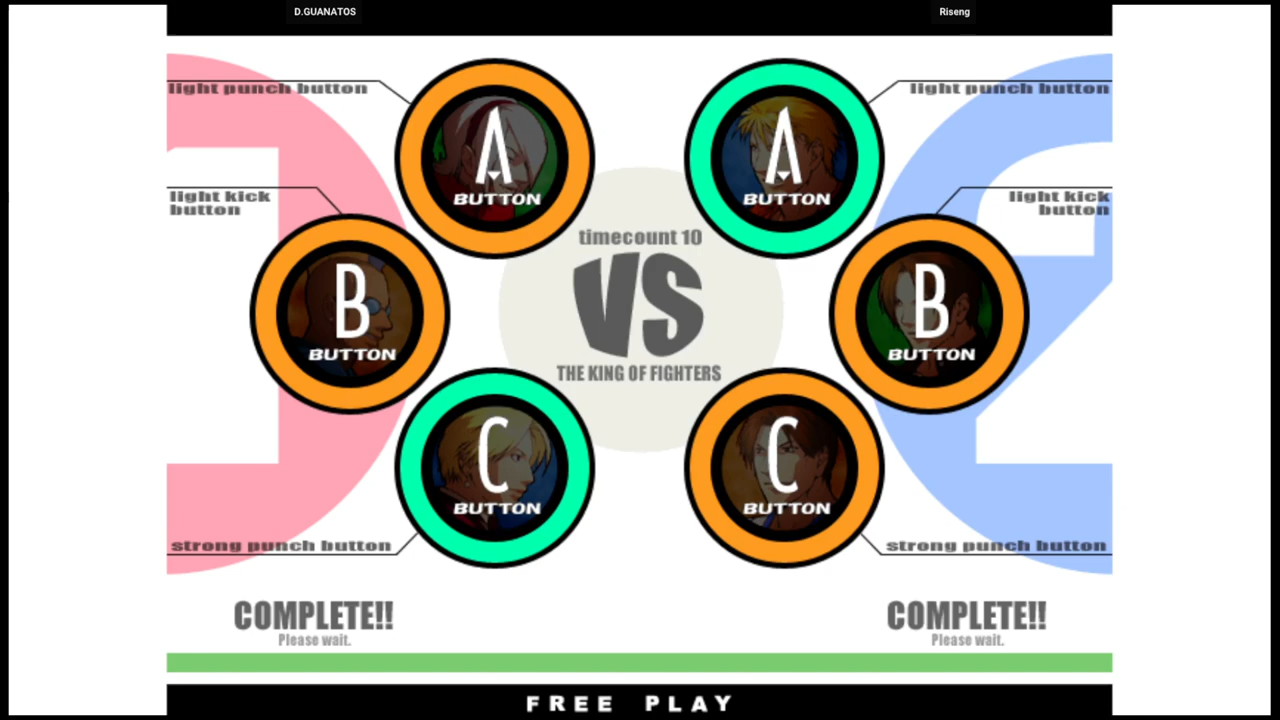 D.GUANATOS
Riseng
light punch button
light punch button
A
BUTTON
A
BUTTON
light kick
button
light kick
button
B
BUTTON
timecount 10
VS
THE KING OF FIGHTERS
B
BUTTON
C
BUTTON
C
BUTTON
strong punch button
strong punch button
COMPLETE!!
Please wait.
COMPLETE!!
Please wait.
FREE PLAY